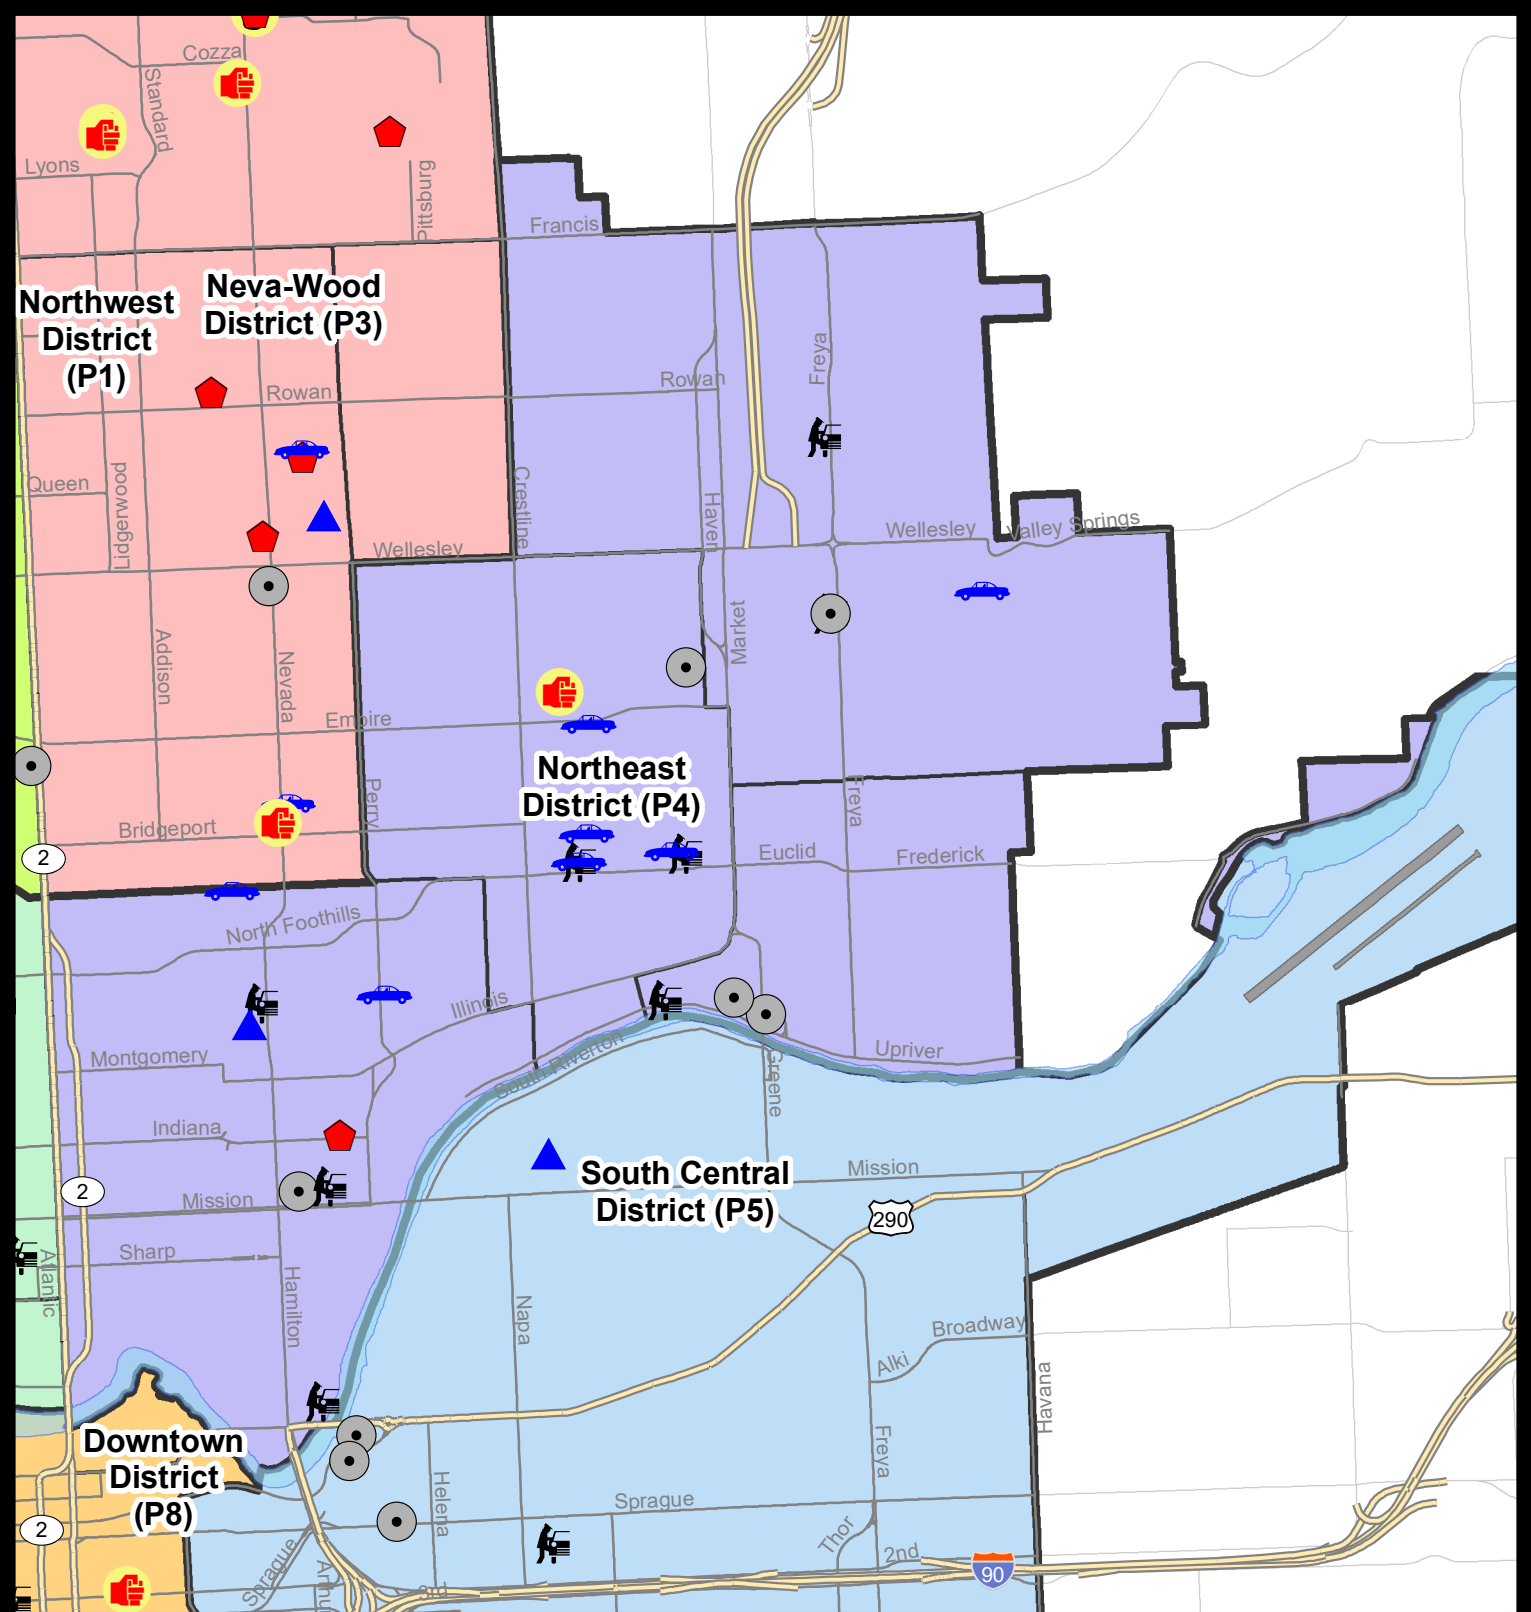 Cozza
Standard
Lyons
Pittsburg
Francis
Northwest
District
(P1)
Neva-Wood
District (P3)
Freya
Rowan
Rowan
Queen
Lidgerwood
Crestline
Haven
Wellesley
Wellesley
Valley Springs
Market
Addison
Nevada
Empire
Northeast
District (P4)
Perry
Freya
Bridgeport
2
Euclid
Frederick
North Foothills
Illinois
Montgomery
South Riverton
Upriver
Greene
Indiana
South Central
District (P5)
Mission
2
Mission
290
Sharp
Atlantic
Hamilton
Napa
Broadway
Alki
Havana
Downtown
District
(P8)
Freya
Helena
Sprague
2
Thor
2nd
Sprague
90
3rd